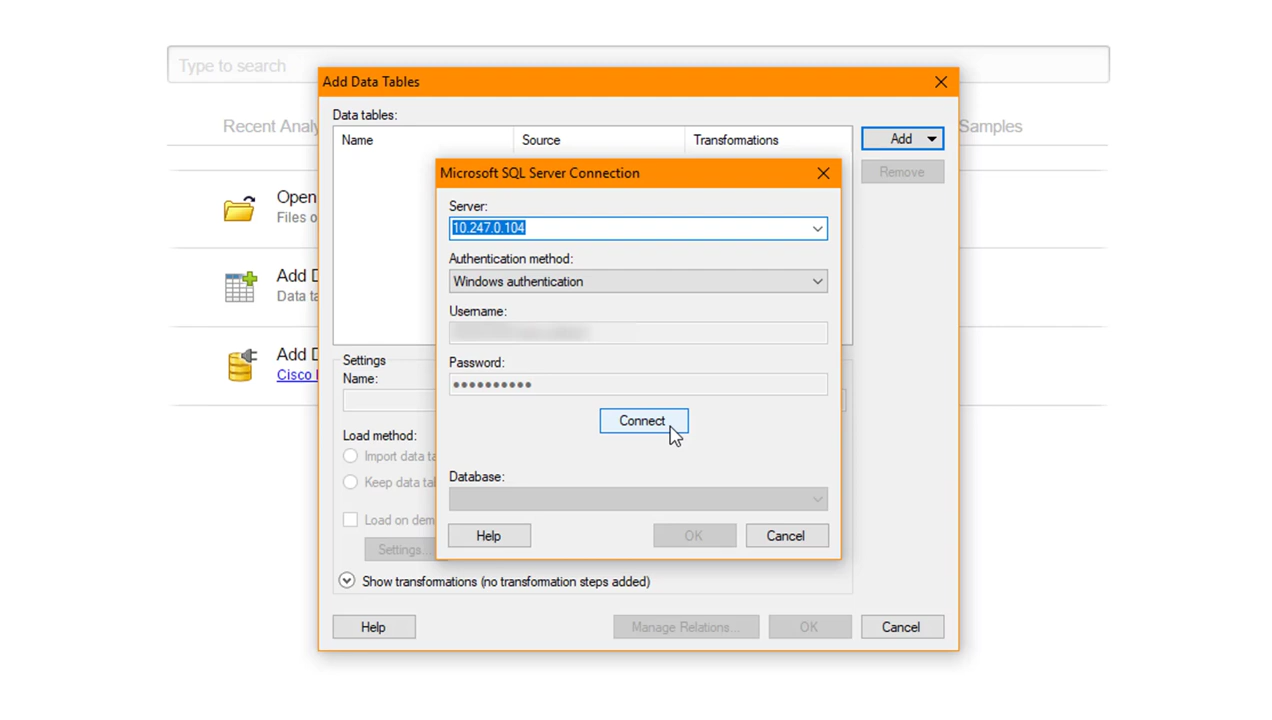 Type to search
Add Data Tables
Recent Analy
Samples
Data tables:
Name Source Transformations
Add
Remove
Open
Files o
Add D
Data ta
Add D
Cisco
Microsoft SQL Server Connection
Server:
10.247.0.104
Authentication method:
Windows authentication
Username:
Password:
••••••••••
Connect
Database:
Help OK Cancel
Settings
Name:
Load method:
Import data ta
Keep data tab
Load on dem
Settings...
Show transformations (no transformation steps added)
Help Manage Relations... OK Cancel